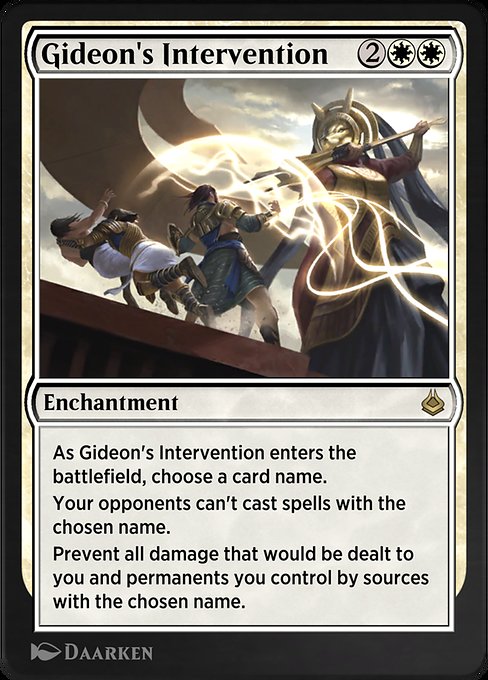 Gideon's Intervention 2
Enchantment
As Gideon's Intervention enters the
battlefield, choose a card name.
Your opponents can't cast spells with the
chosen name.
Prevent all damage that would be dealt to
you and permanents you control by sources
with the chosen name.
DAARKEN